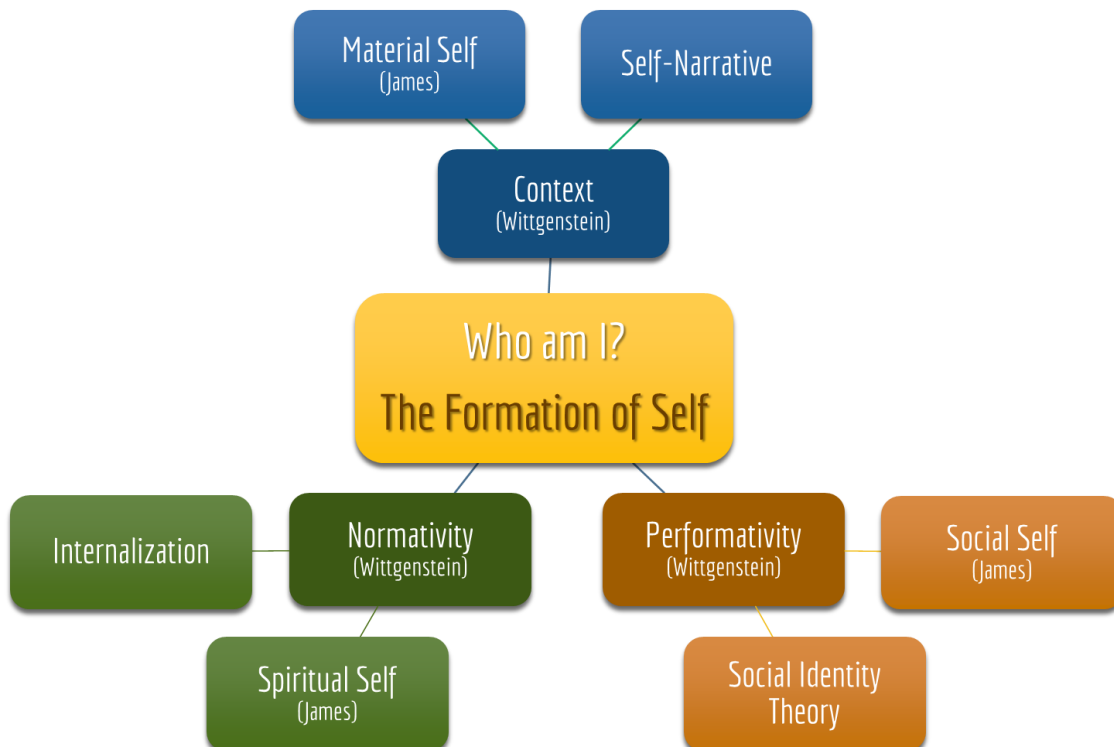 Material Self
(James)
Self-Narrative
Context
(Wittgenstein)
Who am I?
The Formation of Self
Internalization
Normativity
(Wittgenstein)
Performativity
(Wittgenstein)
Social Self
(James)
Spiritual Self
(James)
Social Identity
Theory